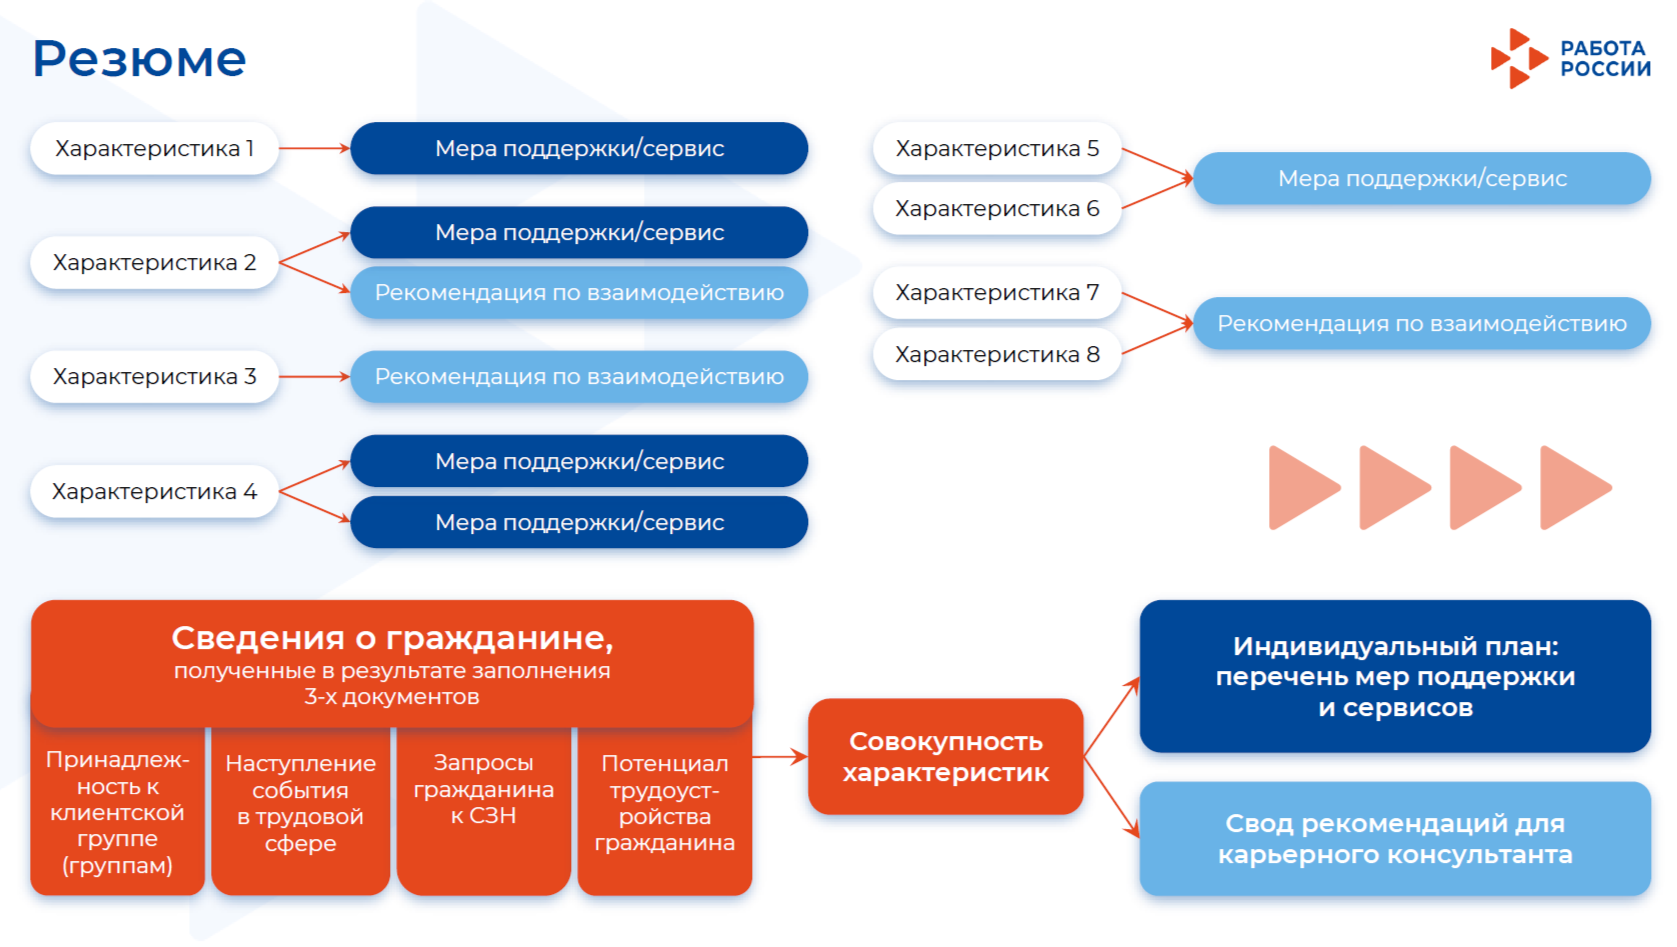 Резюме
РАБОТА
РОССИИ
Характеристика 1
Мера поддержки/сервис
Характеристика 2
Мера поддержки/сервис
Рекомендация по взаимодействию
Характеристика 3
Рекомендация по взаимодействию
Характеристика 4
Мера поддержки/сервис
Мера поддержки/сервис
Характеристика 5
Характеристика 6
Мера поддержки/сервис
Характеристика 7
Характеристика 8
Рекомендация по взаимодействию
Сведения о гражданине,
полученные в результате заполнения
3-х документов
Принадлеж-
ность к
клиентской
группе
(группам)
Наступление
события
в трудовой
сфере
Запросы
гражданина
к СЗН
Потенциал
трудоуст-
ройства
гражданина
Совокупность
характеристик
Индивидуальный план:
перечень мер поддержки
и сервисов
Свод рекомендаций для
карьерного консультанта